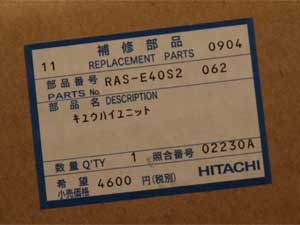 11 補修部品 0904
REPLACEMENT PARTS
部品番号 RAS-E40S2 062
PARTS No.
部品名 DESCRIPTION
キュウハイユニット
数量 Q'TY 1 照合番号 02230A
希望小売価格 4600 円(税別) HITACHI